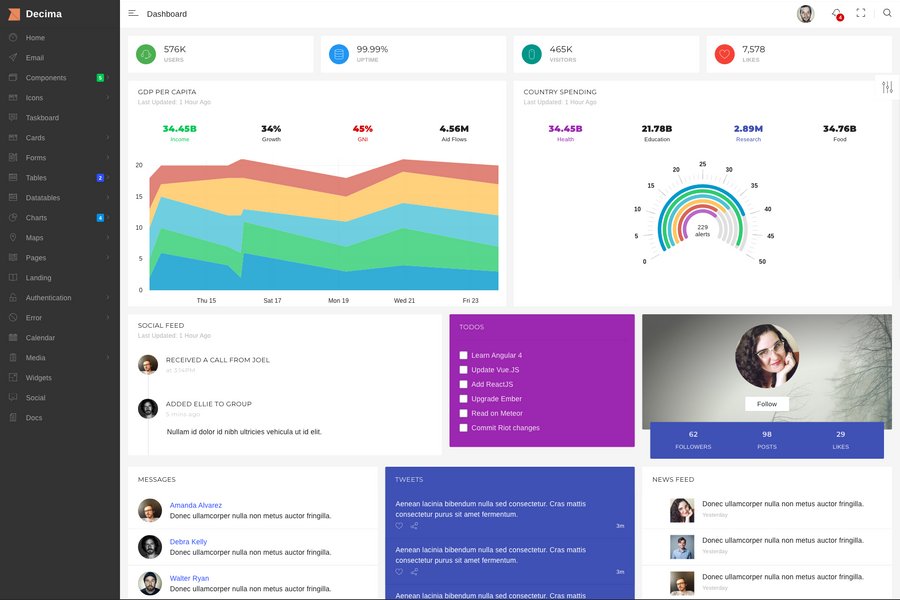 Decima
Dashboard
4
Home
Email
Components 5
Icons
Taskboard
Cards
Forms
Tables 2
Datatables
Charts 4
Maps
Pages
Landing
Authentication
Error
Calendar
Media
Widgets
Social
Docs
576K
USERS
99.99%
UPTIME
465K
VISITORS
7,578
LIKES
GDP PER CAPITA
Last Updated: 1 Hour Ago
34.45B 34% 45% 4.56M
Income Growth GNI Aid Flows
20
15
10
5
0
Thu 15 Sat 17 Mon 19 Wed 21 Fri 23
COUNTRY SPENDING
Last Updated: 1 Hour Ago
34.45B 21.78B 2.89M 34.76B
Health Education Research Food
0 5 10 15 20 25 30 35 40 45 50
229
alerts
SOCIAL FEED
Last Updated: 1 Hour Ago
RECEIVED A CALL FROM JOEL
at 3:14PM
ADDED ELLIE TO GROUP
5 mins ago
Nullam id dolor id nibh ultricies vehicula ut id elit.
TODOS
Learn Angular 4
Update Vue.JS
Add ReactJS
Upgrade Ember
Read on Meteor
Commit Riot changes
Follow
62 98 29
FOLLOWERS POSTS LIKES
MESSAGES
Amanda Alvarez
Donec ullamcorper nulla non metus auctor fringilla.
Debra Kelly
Donec ullamcorper nulla non metus auctor fringilla.
Walter Ryan
Donec ullamcorper nulla non metus auctor fringilla.
TWEETS
Aenean lacinia bibendum nulla sed consectetur. Cras mattis
consectetur purus sit amet fermentum.
3m
Aenean lacinia bibendum nulla sed consectetur. Cras mattis
consectetur purus sit amet fermentum.
3m
Aenean lacinia bibendum nulla sed consectetur. Cras mattis
NEWS FEED
Donec ullamcorper nulla non metus auctor fringilla.
Yesterday
Donec ullamcorper nulla non metus auctor fringilla.
Yesterday
Donec ullamcorper nulla non metus auctor fringilla.
Yesterday